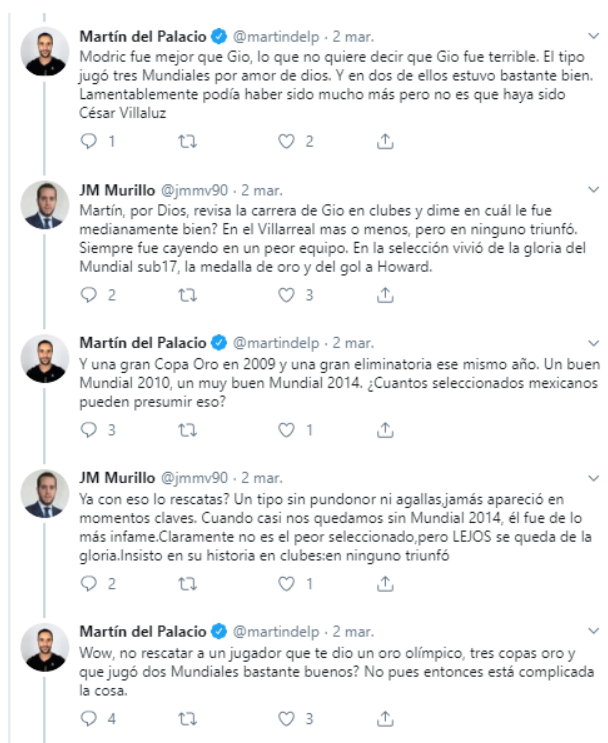 Martín del Palacio @martindelp · 2 mar.
Modric fue mejor que Gio, lo que no quiere decir que Gio fue terrible. El tipo
jugó tres Mundiales por amor de dios. Y en dos de ellos estuvo bastante bien.
Lamentablemente podía haber sido mucho más pero no es que haya sido
César Villaluz
1 2
JM Murillo @jmmv90 · 2 mar.
Martín, por Dios, revisa la carrera de Gio en clubes y dime en cuál le fue
medianamente bien? En el Villarreal mas o menos, pero en ninguno triunfó.
Siempre fue cayendo en un peor equipo. En la selección vivió de la gloria del
Mundial sub17, la medalla de oro y del gol a Howard.
2 3
Martín del Palacio @martindelp · 2 mar.
Y una gran Copa Oro en 2009 y una gran eliminatoria ese mismo año. Un buen
Mundial 2010, un muy buen Mundial 2014. ¿Cuantos seleccionados mexicanos
pueden presumir eso?
3 1
JM Murillo @jmmv90 · 2 mar.
Ya con eso lo rescatas? Un tipo sin pundonor ni agallas,jamás apareció en
momentos claves. Cuando casi nos quedamos sin Mundial 2014, él fue de lo
más infame.Claramente no es el peor seleccionado,pero LEJOS se queda de la
gloria.Insisto en su historia en clubes:en ninguno triunfó
2 1
Martín del Palacio @martindelp · 2 mar.
Wow, no rescatar a un jugador que te dio un oro olímpico, tres copas oro y
que jugó dos Mundiales bastante buenos? No pues entonces está complicada
la cosa.
4 3